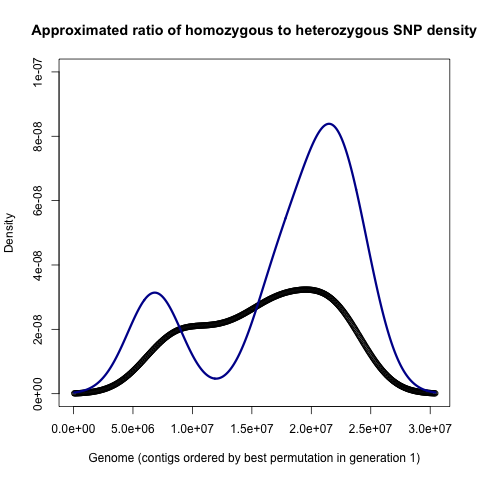 Approximated ratio of homozygous to heterozygous SNP density
1e-07
8e-08
6e-08
4e-08
2e-08
0e+00
Density
0.0e+00 5.0e+06 1.0e+07 1.5e+07 2.0e+07 2.5e+07 3.0e+07
Genome (contigs ordered by best permutation in generation 1)